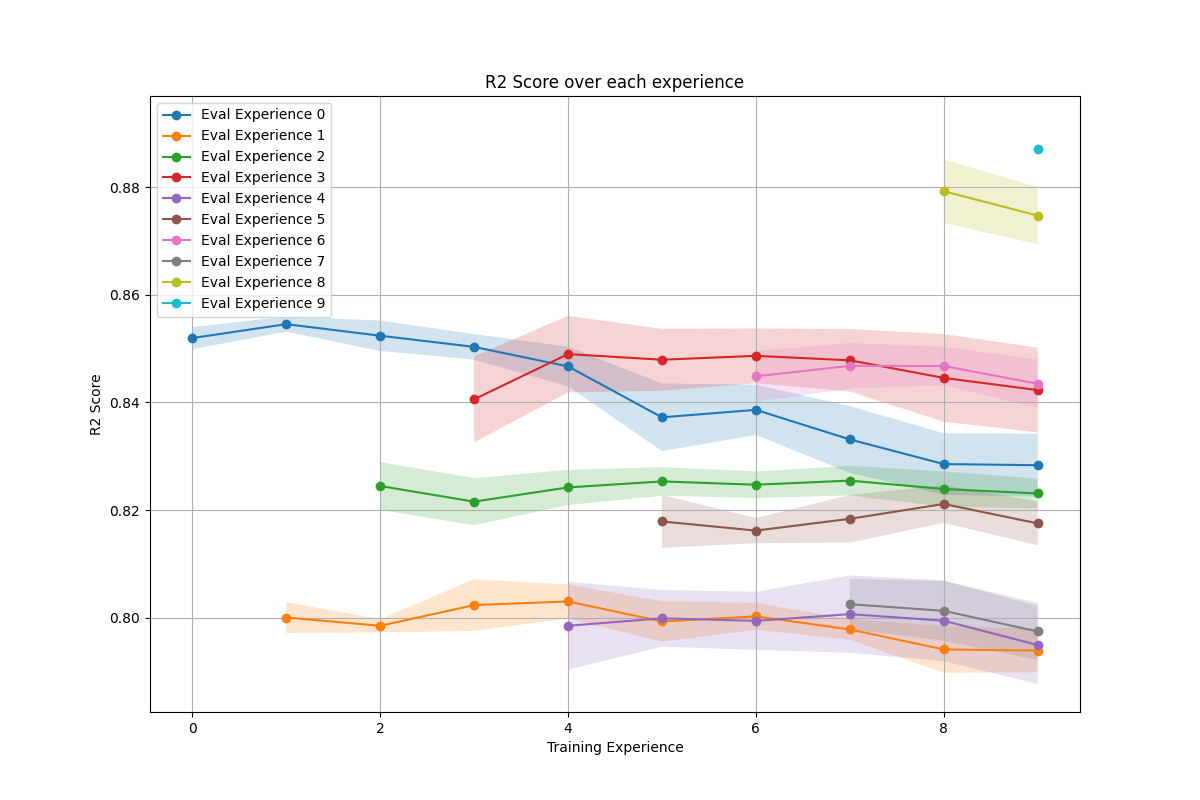 R2 Score over each experience
Eval Experience 0
Eval Experience 1
Eval Experience 2
Eval Experience 3
Eval Experience 4
Eval Experience 5
Eval Experience 6
Eval Experience 7
Eval Experience 8
Eval Experience 9
0.88
0.86
0.84
0.82
0.80
R2 Score
0 2 4 6 8
Training Experience